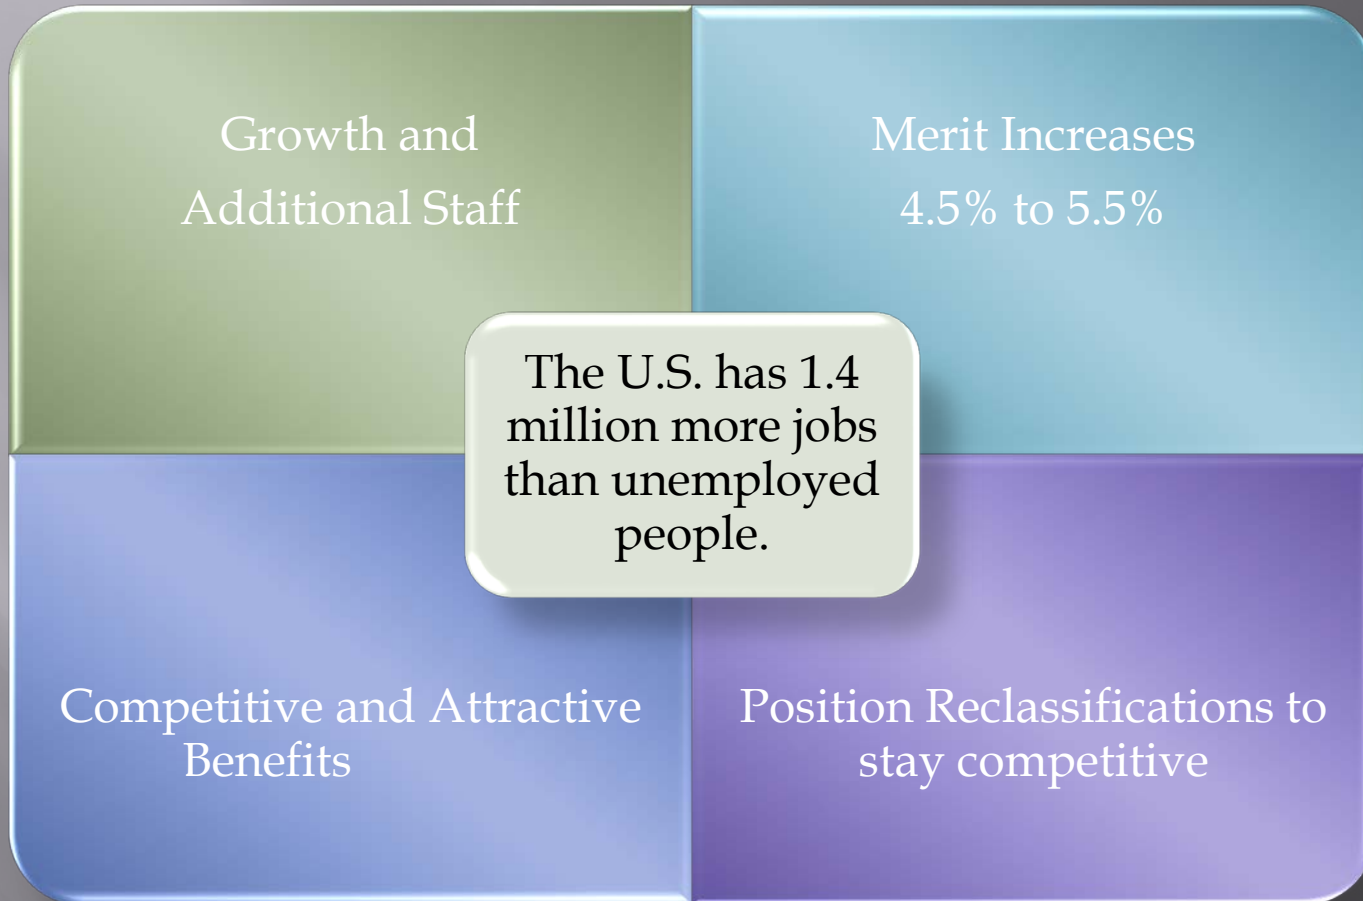 Growth and
Additional Staff
Merit Increases
4.5% to 5.5%
The U.S. has 1.4
million more jobs
than unemployed
people.
Competitive and Attractive
Benefits
Position Reclassifications to
stay competitive